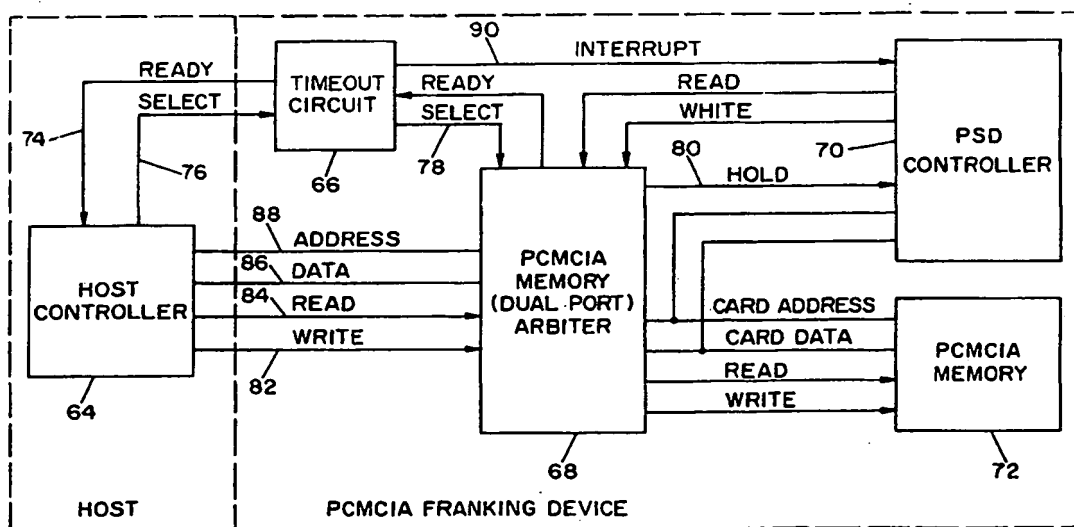 90
INTERRUPT
READY
SELECT
TIMEOUT
CIRCUIT
READY
SELECT
READ
WHITE
74
76
66
78
70
PSD
CONTROLLER
80
HOLD
88
ADDRESS
86
DATA
84
READ
WRITE
82
HOST
CONTROLLER
64
PCMCIA
MEMORY
(DUAL PORT)
ARBITER
68
CARD ADDRESS
CARD DATA
READ
WRITE
PCMCIA
MEMORY
72
HOST
PCMCIA FRANKING DEVICE